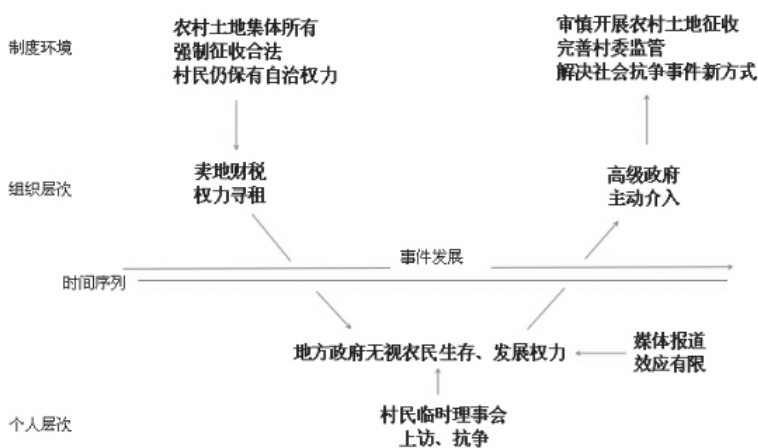 制度环境
农村土地集体所有
强制征收合法
村民仍保有自治权力
审慎开展农村土地征收
完善村委监管
解决社会抗争事件新方式
组织层次
卖地财税
权力寻租
高级政府
主动介入
事件发展
时间序列
地方政府无视农民生存、发展权力
媒体报道
效应有限
个人层次
村民临时理事会
上访、抗争